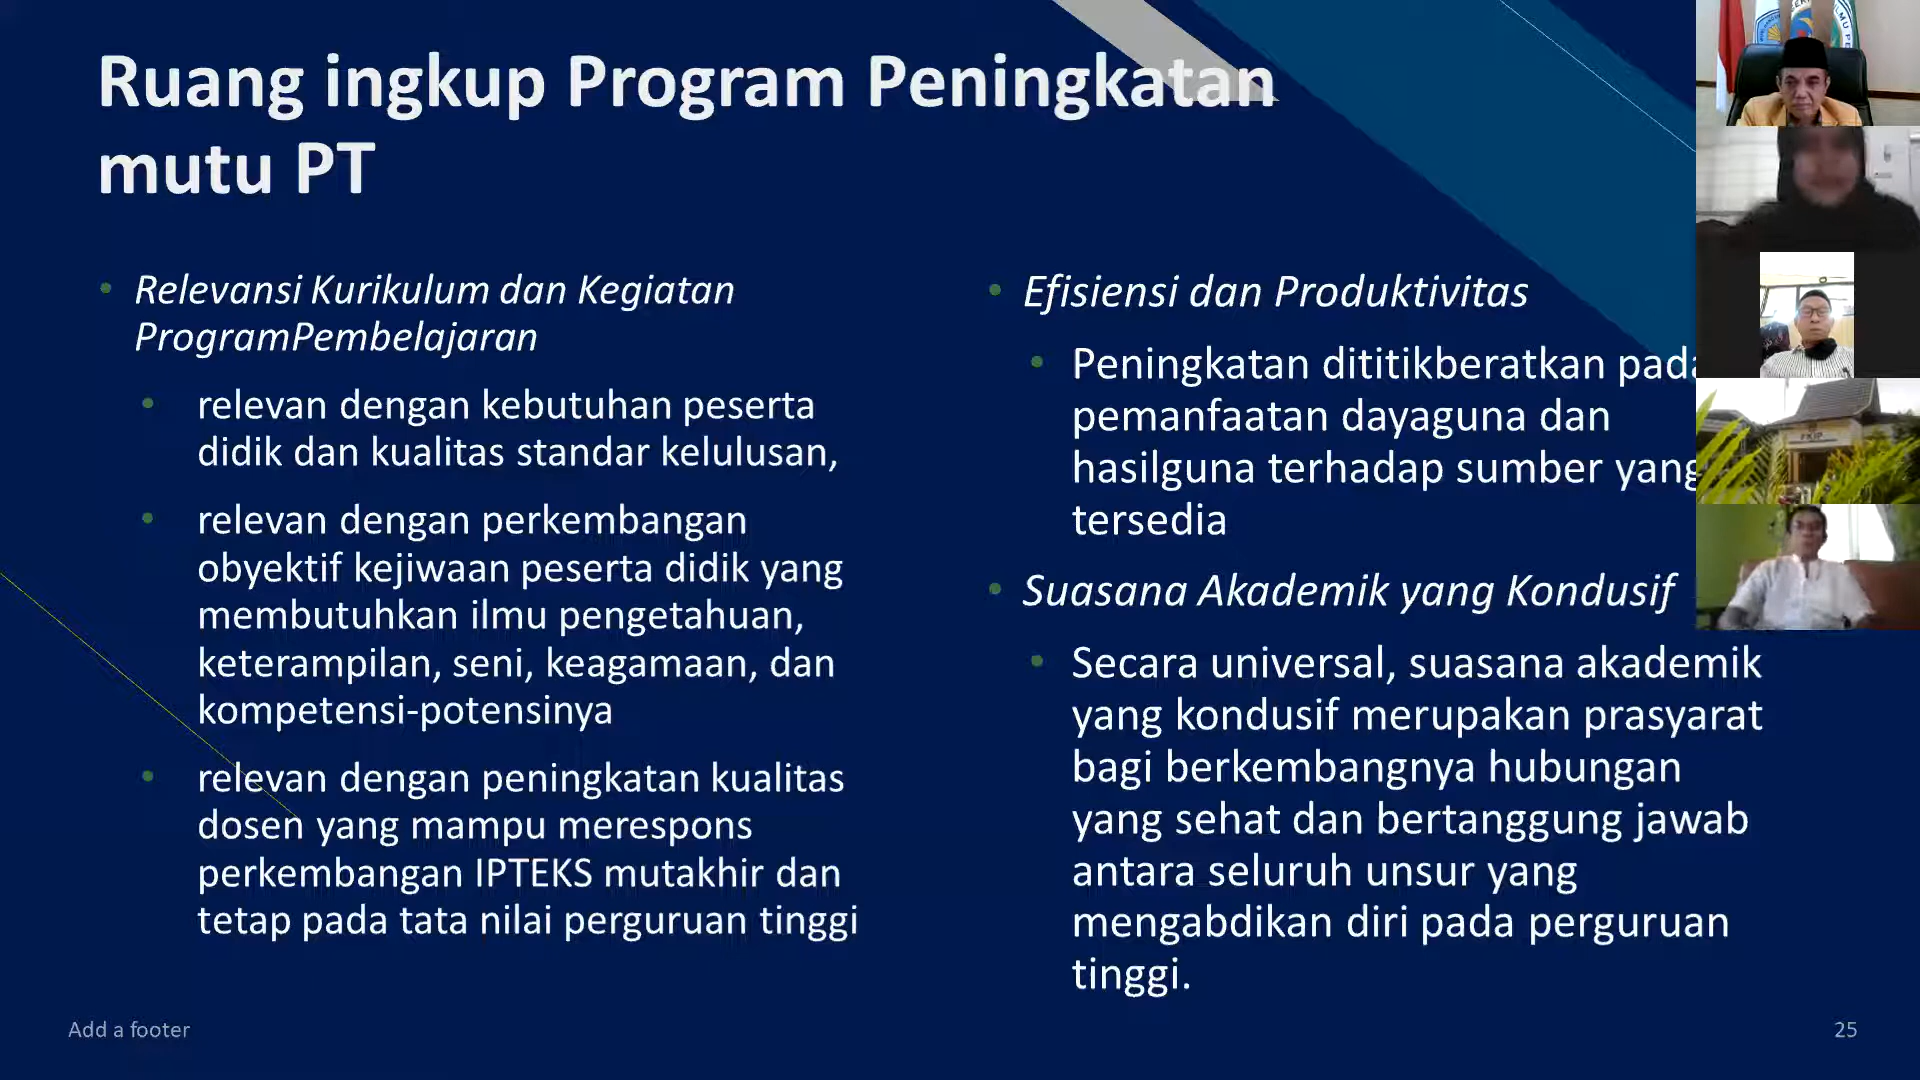 Ruang ingkup Program Peningkatan
mutu PT
• Relevansi Kurikulum dan Kegiatan
ProgramPembelajaran
• relevan dengan kebutuhan peserta
didik dan kualitas standar kelulusan,
• relevan dengan perkembangan
obyektif kejiwaan peserta didik yang
membutuhkan ilmu pengetahuan,
keterampilan, seni, keagamaan, dan
kompetensi-potensinya
• relevan dengan peningkatan kualitas
dosen yang mampu merespons
perkembangan IPTEKS mutakhir dan
tetap pada tata nilai perguruan tinggi
• Efisiensi dan Produktivitas
• Peningkatan dititikberatkan pada
pemanfaatan dayaguna dan
hasilguna terhadap sumber yang
tersedia
• Suasana Akademik yang Kondusif
• Secara universal, suasana akademik
yang kondusif merupakan prasyarat
bagi berkembangnya hubungan
yang sehat dan bertanggung jawab
antara seluruh unsur yang
mengabdikan diri pada perguruan
tinggi.
Add a footer
25
FKIP